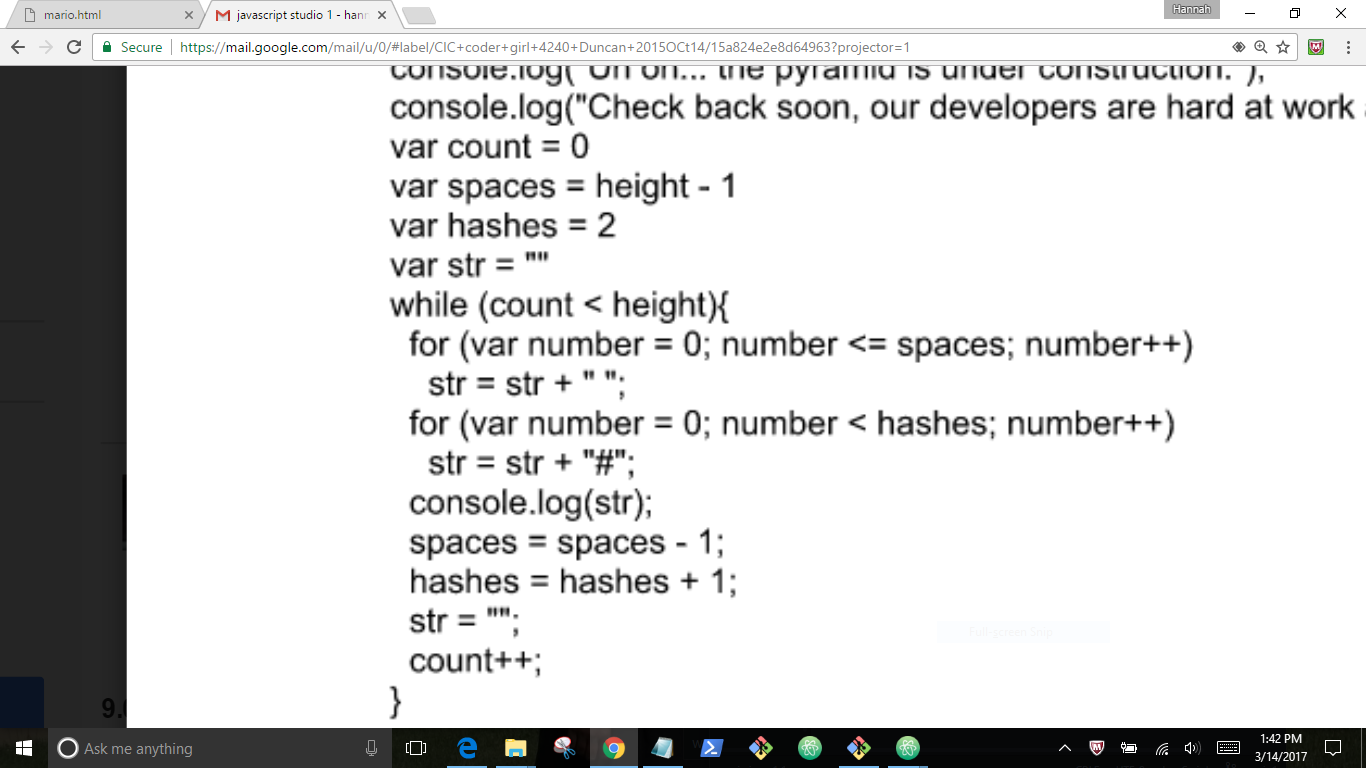 mario.html
javascript studio 1 - hann
Hannah
Secure
https://mail.google.com/mail/u/0/#label/CIC+coder+girl+4240+Duncan+2015OCt14/15a824e2e8d64963?projector=1
console.log("Uh oh... the pyramid is under construction.");
console.log("Check back soon, our developers are hard at work
var count = 0
var spaces = height - 1
var hashes = 2
var str = ""
while (count < height){
for (var number = 0; number <= spaces; number++)
str = str + " ";
for (var number = 0; number < hashes; number++)
str = str + "#";
console.log(str);
spaces = spaces - 1;
hashes = hashes + 1;
str = "";
Full-screen Snip
count++;
9.
}
Ask me anything
1:42 PM
3/14/2017